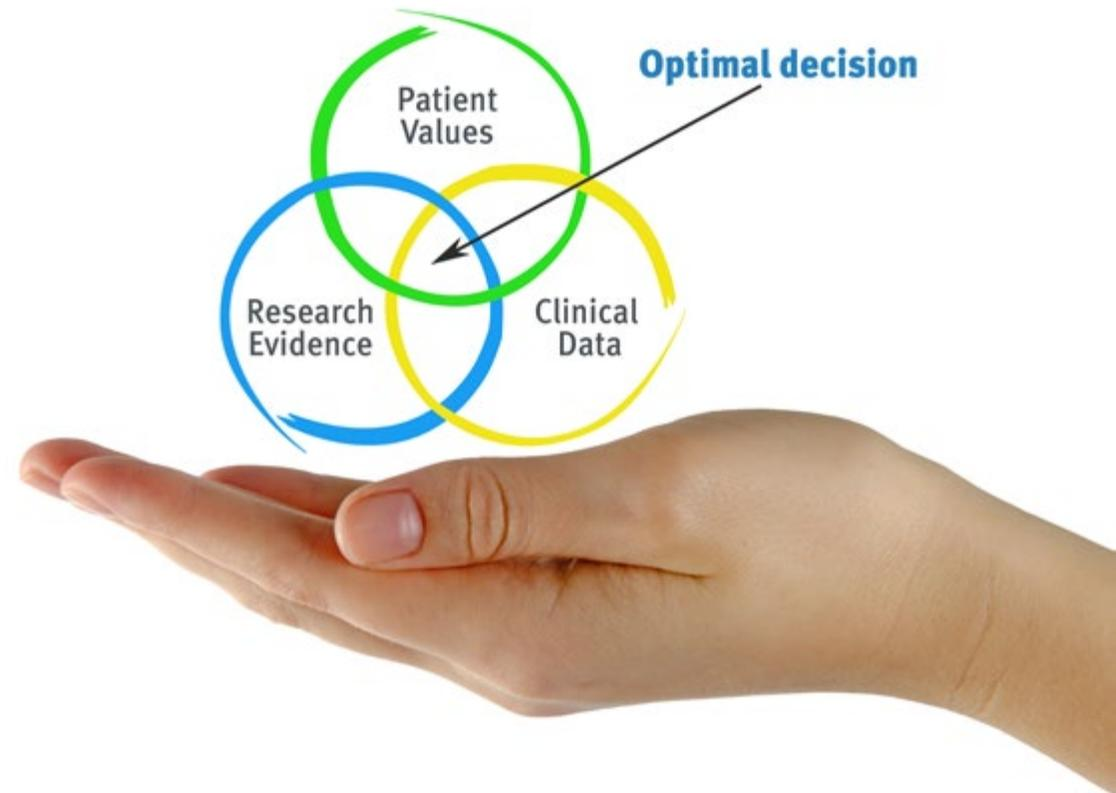 Optimal decision
Patient
Values
Research
Evidence
Clinical
Data